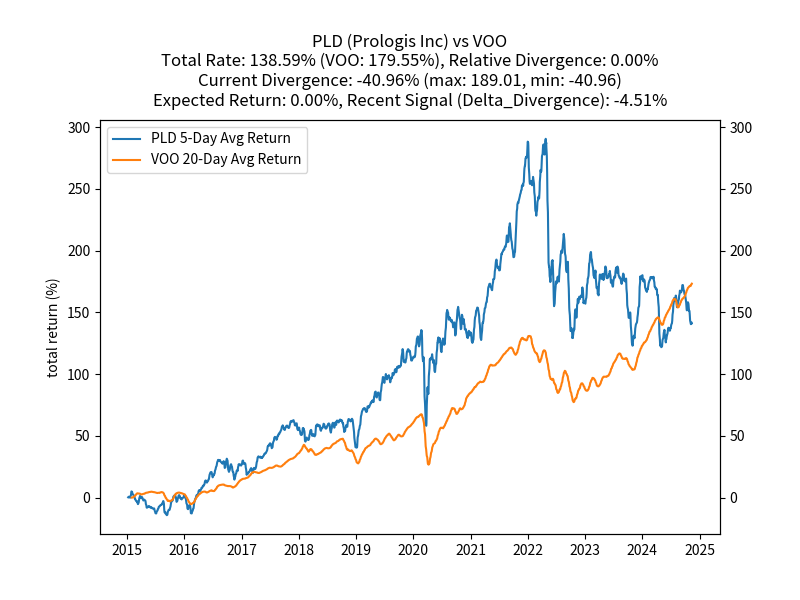 PLD (Prologis Inc) vs VOO
Total Rate: 138.59% (VOO: 179.55%), Relative Divergence: 0.00%
Current Divergence: -40.96% (max: 189.01, min: -40.96)
Expected Return: 0.00%, Recent Signal (Delta_Divergence): -4.51%
PLD 5-Day Avg Return
VOO 20-Day Avg Return
total return (%)
300 300
250 250
200 200
150 150
100 100
50 50
0 0
2015 2016 2017 2018 2019 2020 2021 2022 2023 2024 2025